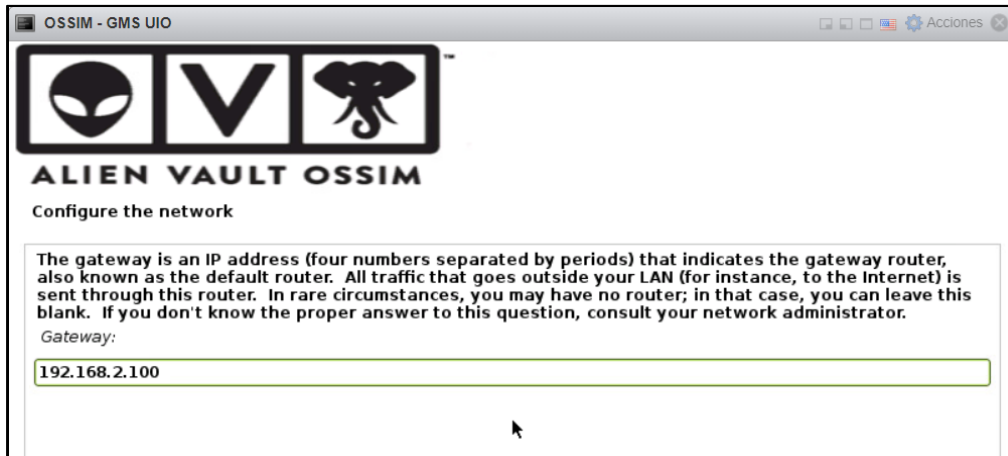 OSSIM - GMS UIO
Acciones
V
™
ALIEN VAULT OSSIM
Configure the network
The gateway is an IP address (four numbers separated by periods) that indicates the gateway router,
also known as the default router.  All traffic that goes outside your LAN (for instance, to the Internet) is
sent through this router.  In rare circumstances, you may have no router; in that case, you can leave this
blank.  If you don't know the proper answer to this question, consult your network administrator.
Gateway:
192.168.2.100